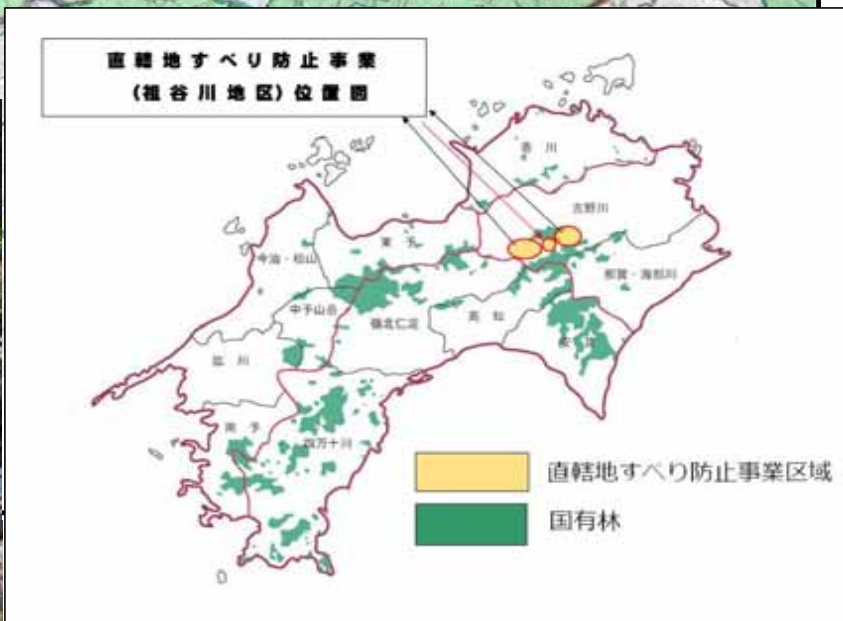 直轄地すべり防止事業
(祖谷川地区)位置図
香川
吉野川
東予
今治・松山
那賀・海部川
中予山岳
嶺北仁淀
高知
安芸
肱川
南予
四万十川
直轄地すべり防止事業区域
国有林